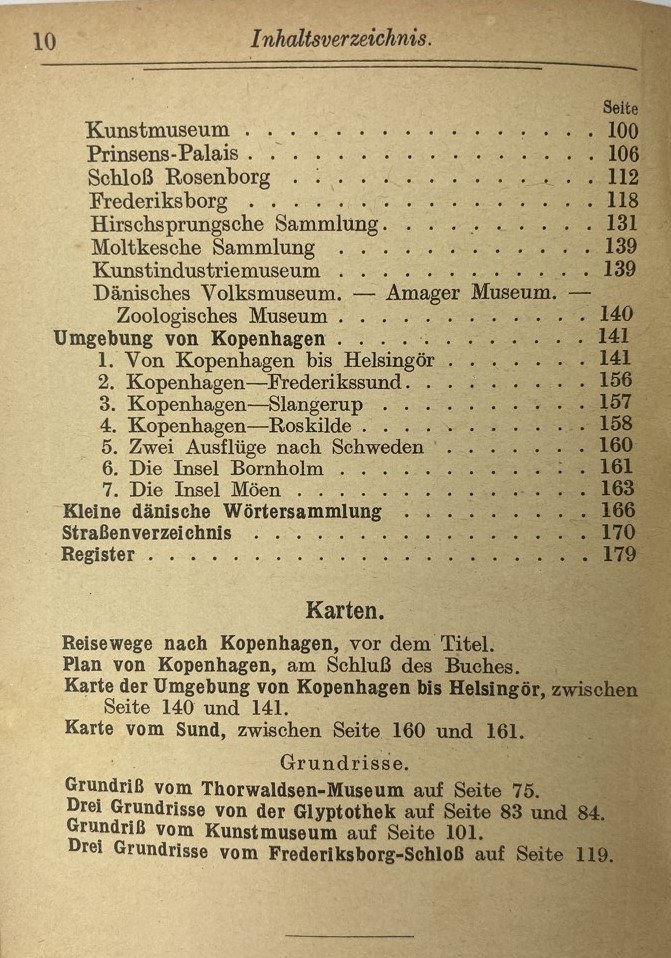 10 Inhaltsverzeichnis.
Seite
Kunstmuseum . . . . . . . . . . . . . . . . 100
Prinsens-Palais . . . . . . . . . . . . . . . . 106
Schloß Rosenborg . . . . . . . . . . . . . . 112
Frederiksborg . . . . . . . . . . . . . . . . 118
Hirschsprungsche Sammlung. . . . . . . . . . 131
Moltkesche Sammlung . . . . . . . . . . . . 139
Kunstindustriemuseum . . . . . . . . . . . . 139
Dänisches Volksmuseum. — Amager Museum. —
Zoologisches Museum . . . . . . . . . . . . 140
Umgebung von Kopenhagen . . . . . . . . . . . . 141
1. Von Kopenhagen bis Helsingör . . . . . . . 141
2. Kopenhagen—Frederikssund. . . . . . . . . 156
3. Kopenhagen—Slangerup . . . . . . . . . . 157
4. Kopenhagen—Roskilde . . . . . . . . . . . 158
5. Zwei Ausflüge nach Schweden . . . . . . . 160
6. Die Insel Bornholm . . . . . . . . . . . . 161
7. Die Insel Möen . . . . . . . . . . . . . . 163
Kleine dänische Wörtersammlung . . . . . . . . . 166
Straßenverzeichnis . . . . . . . . . . . . . . . . 170
Register . . . . . . . . . . . . . . . . . . . . . 179
Karten.
Reisewege nach Kopenhagen, vor dem Titel.
Plan von Kopenhagen, am Schluß des Buches.
Karte der Umgebung von Kopenhagen bis Helsingör, zwischen
Seite 140 und 141.
Karte vom Sund, zwischen Seite 160 und 161.
Grundrisse.
Grundriß vom Thorwaldsen-Museum auf Seite 75.
Drei Grundrisse von der Glyptothek auf Seite 83 und 84.
Grundriß vom Kunstmuseum auf Seite 101.
Drei Grundrisse vom Frederiksborg-Schloß auf Seite 119.